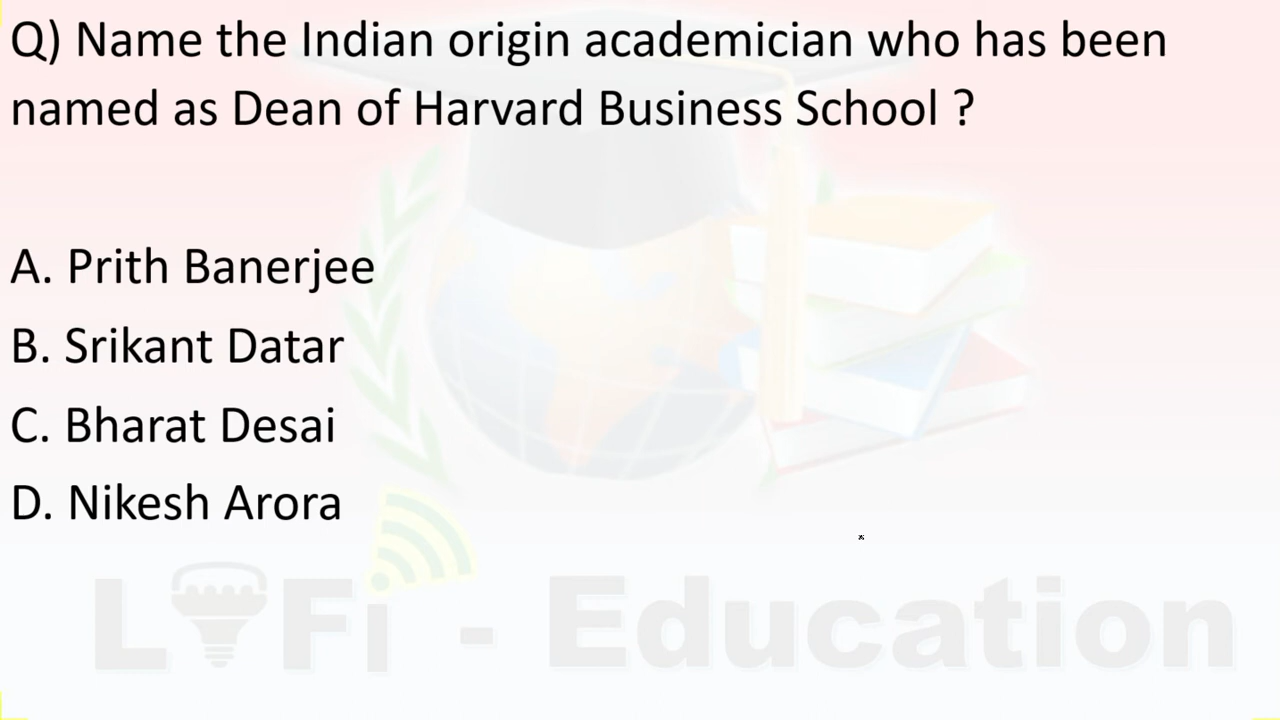 Q) Name the Indian origin academician who has been
named as Dean of Harvard Business School ?
A. Prith Banerjee
B. Srikant Datar
C. Bharat Desai
D. Nikesh Arora
LiFi - Education